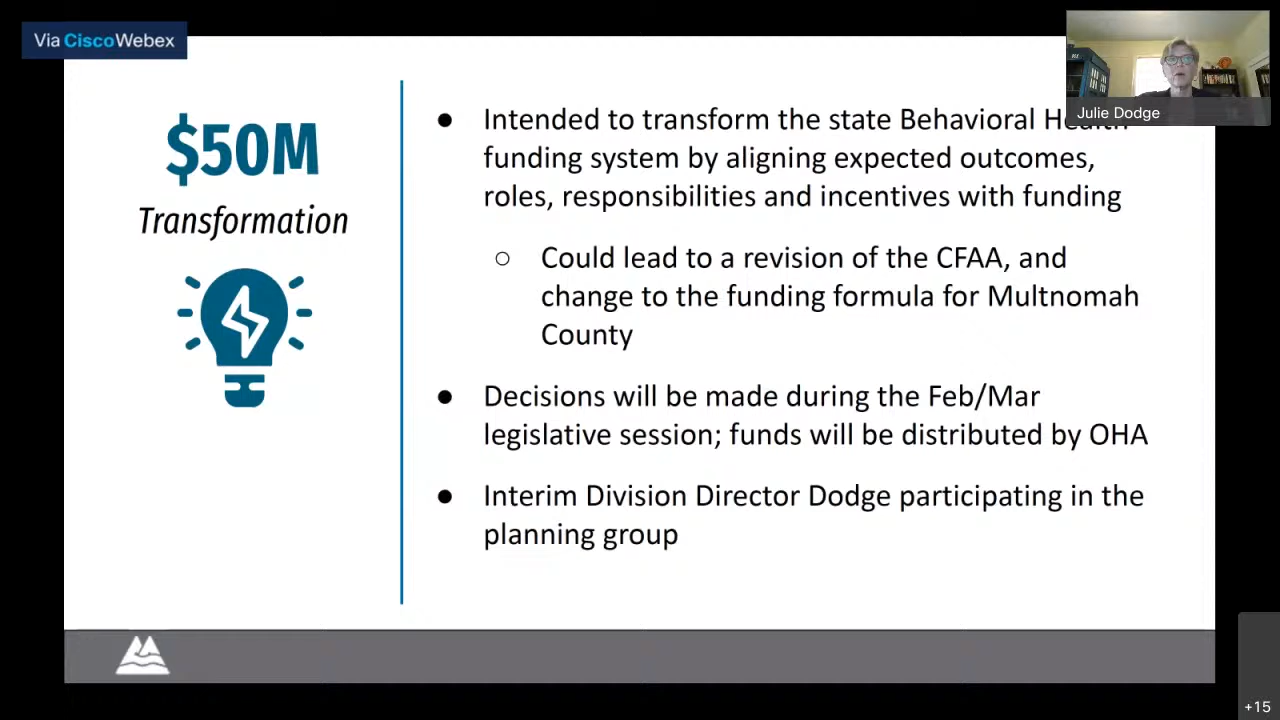 Via Cisco Webex
Julie Dodge
$50M
Transformation
● Intended to transform the state Behavioral Health
funding system by aligning expected outcomes,
roles, responsibilities and incentives with funding
○ Could lead to a revision of the CFAA, and
change to the funding formula for Multnomah
County
● Decisions will be made during the Feb/Mar
legislative session; funds will be distributed by OHA
● Interim Division Director Dodge participating in the
planning group
+15